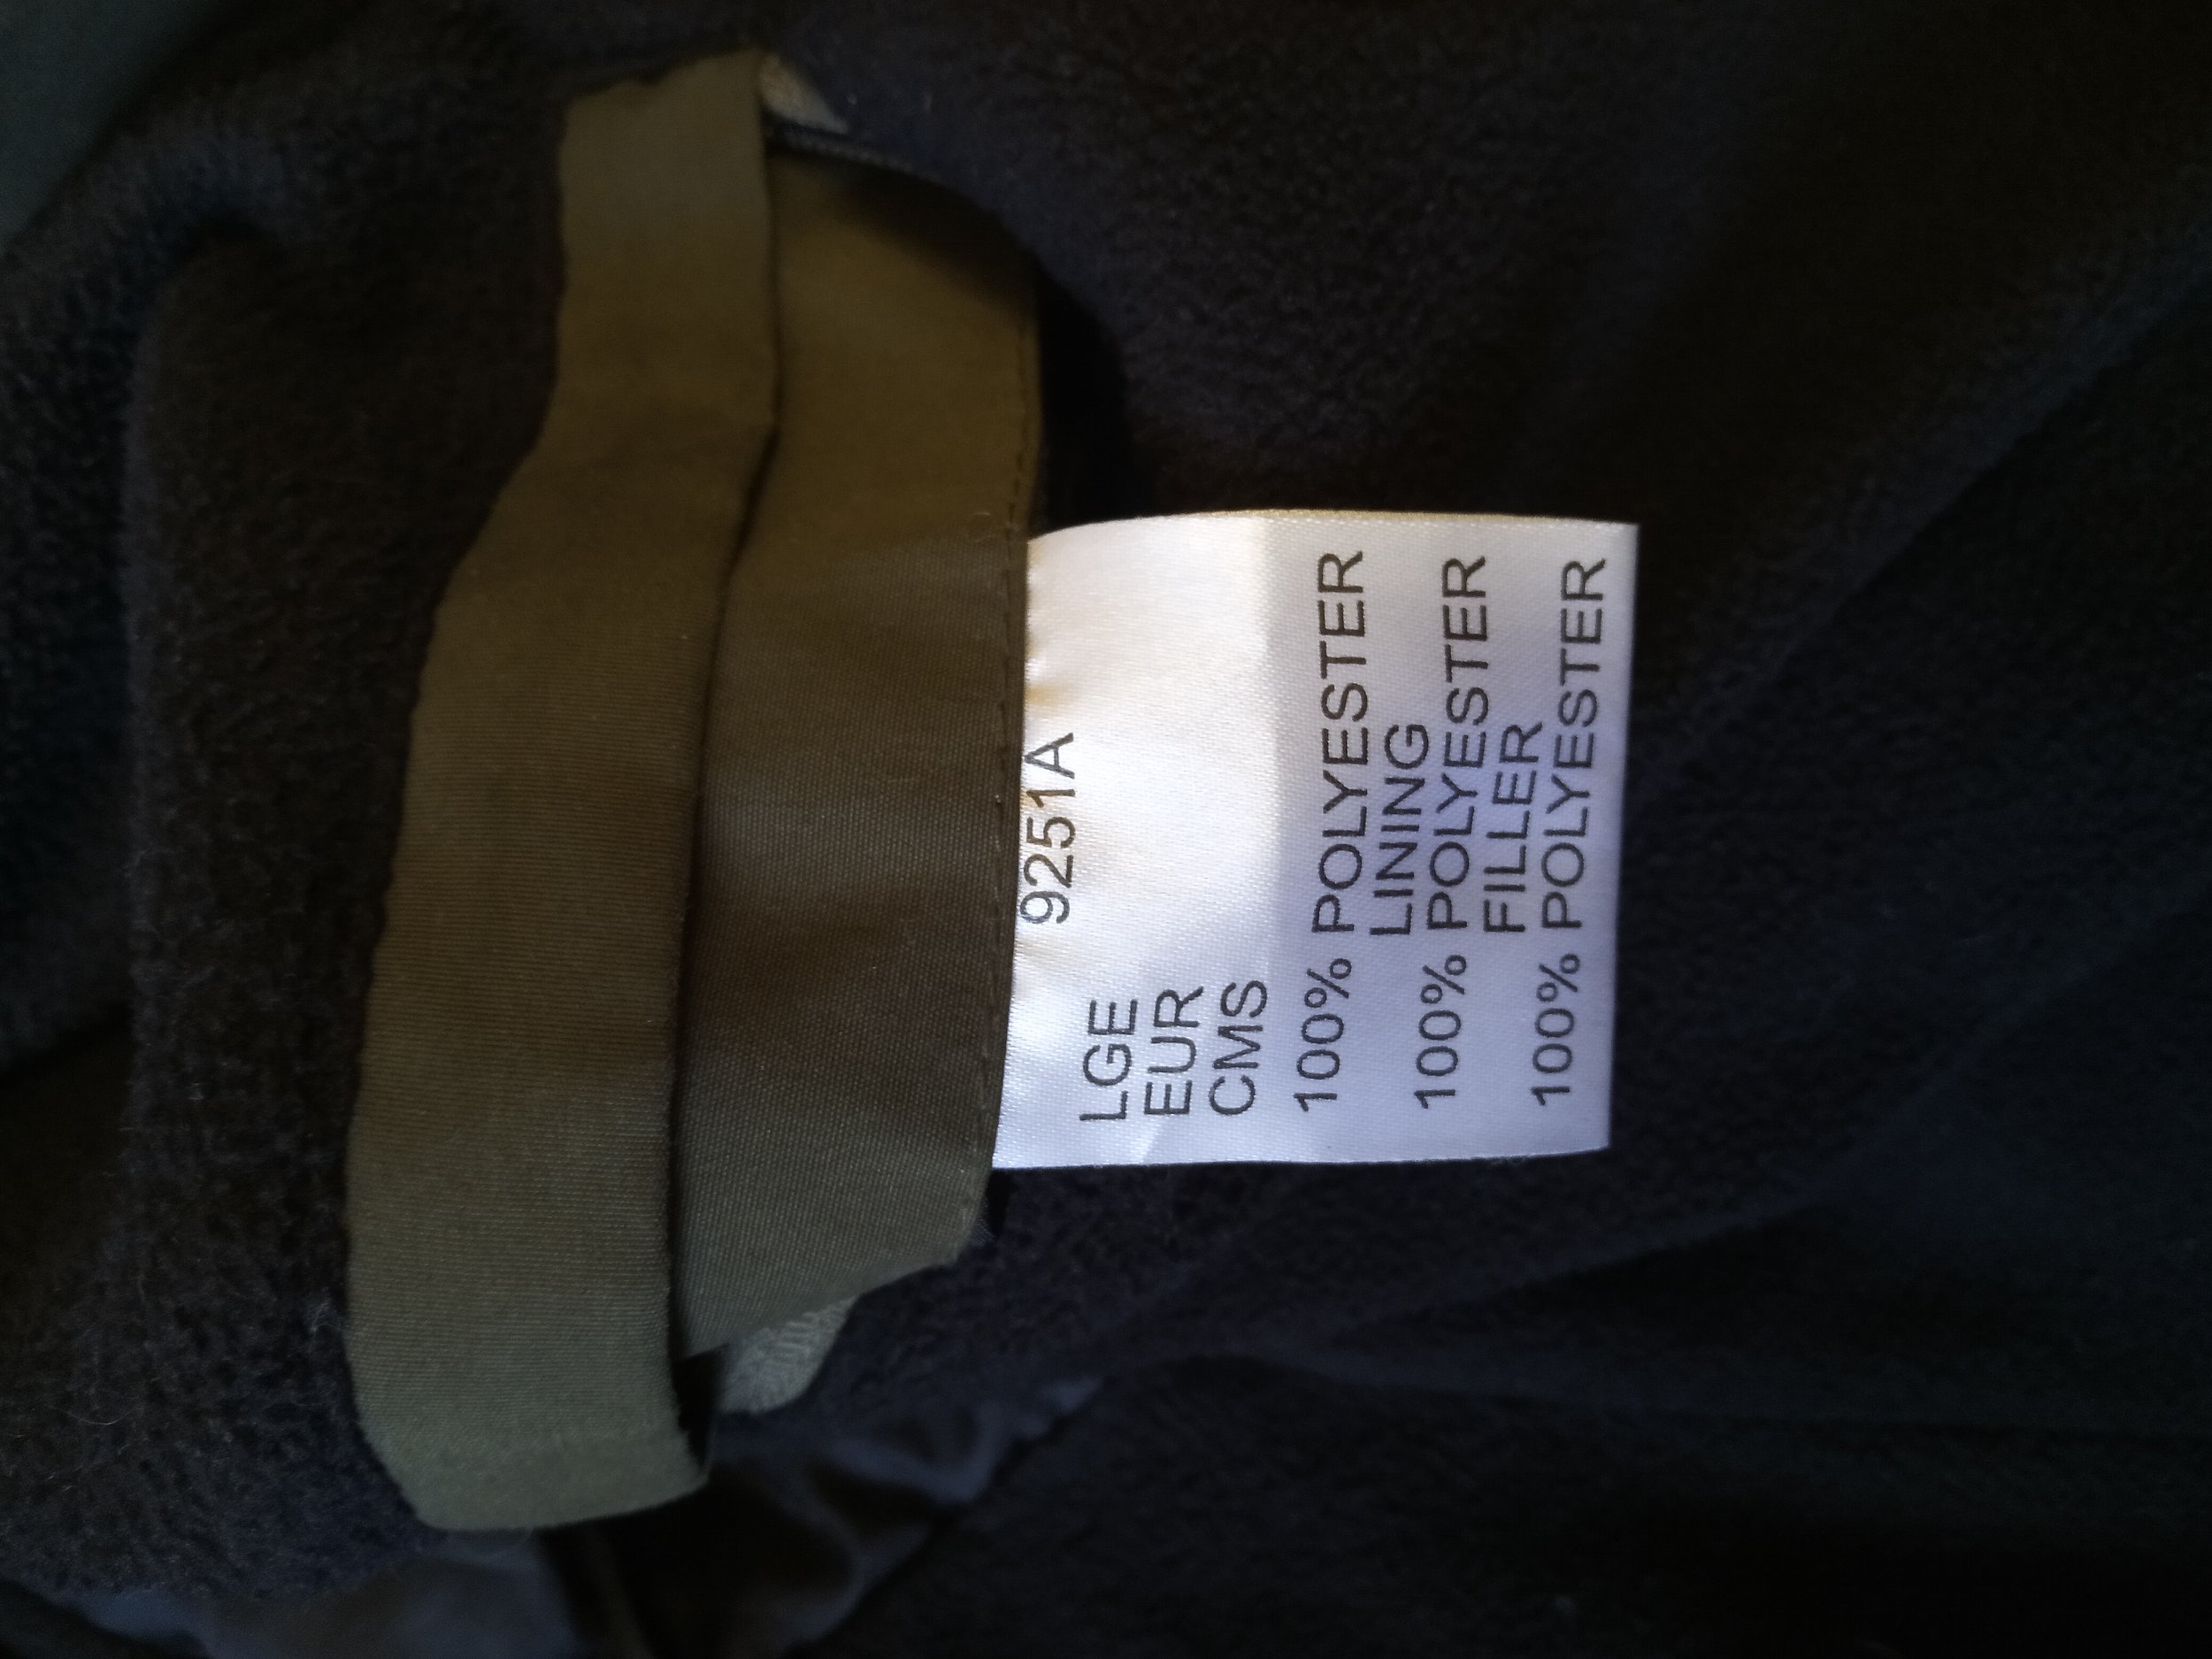 9251A
LGE
EUR
CMS
100% POLYESTER
LINING
100% POLYESTER
FILLER
100% POLYESTER